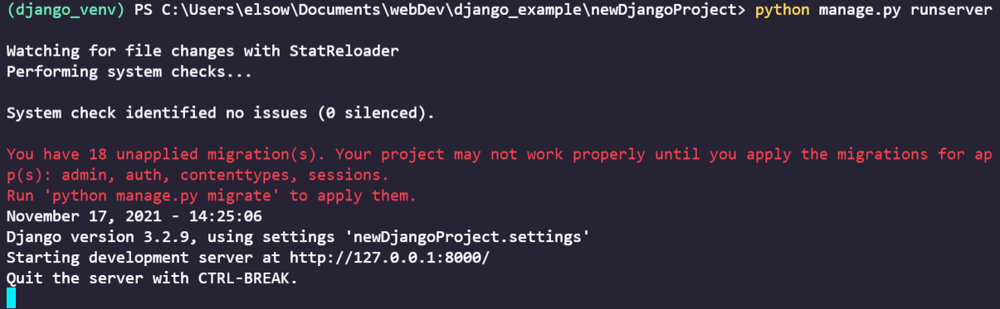 (django_venv) PS C:\Users\elsow\Documents\webDev\django_example\newDjangoProject> python manage.py runserver
Watching for file changes with StatReloader
Performing system checks...
System check identified no issues (0 silenced).
You have 18 unapplied migration(s). Your project may not work properly until you apply the migrations for ap
p(s): admin, auth, contenttypes, sessions.
Run 'python manage.py migrate' to apply them.
November 17, 2021 - 14:25:06
Django version 3.2.9, using settings 'newDjangoProject.settings'
Starting development server at http://127.0.0.1:8000/
Quit the server with CTRL-BREAK.